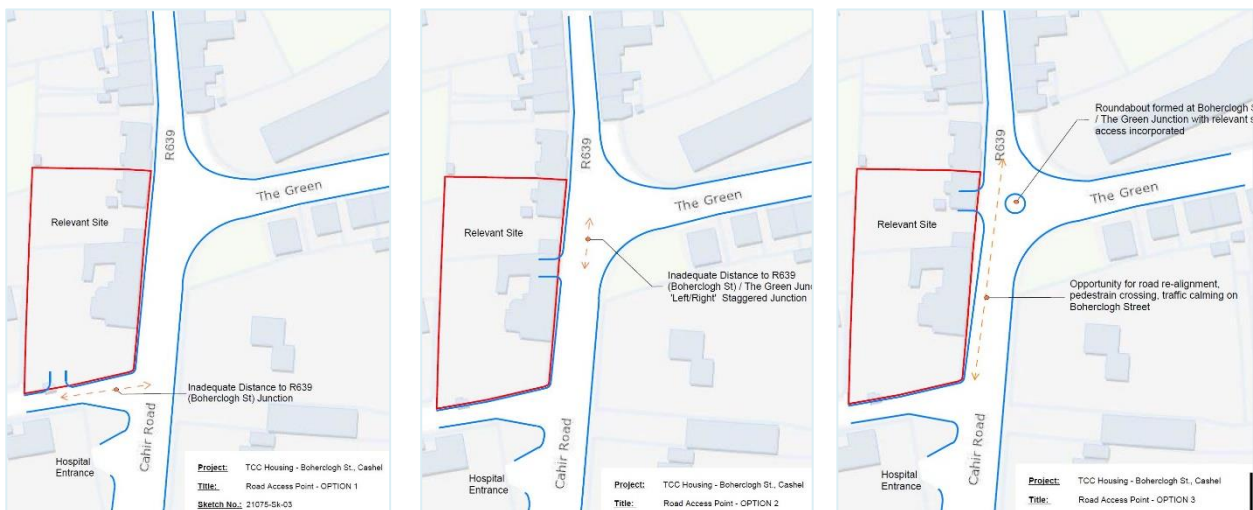 R639
The Green
Relevant Site
Inadequate Distance to R639
(Boherclogh St) Junction
Cahir Road
Hospital
Entrance
Project: TCC Housing - Boherclogh St., Cashel
Title: Road Access Point - OPTION 1
Sketch No.: 21075-Sk-03
R639
The Green
Relevant Site
Inadequate Distance to R639
(Boherclogh St) / The Green Jun
'Left/Right' Staggered Junction
Cahir Road
Hospital
Entrance
Project: TCC Housing - Boherclogh St., Cashel
Title: Road Access Point - OPTION 2
Roundabout formed at Boherclogh S
/ The Green Junction with relevant s
access incorporated
R639
The Green
Relevant Site
Opportunity for road re-alignment,
pedestrain crossing, traffic calming on
Boherclogh Street
Cahir Road
Hospital
Entrance
Project: TCC Housing - Boherclogh St., Cashel
Title: Road Access Point - OPTION 3